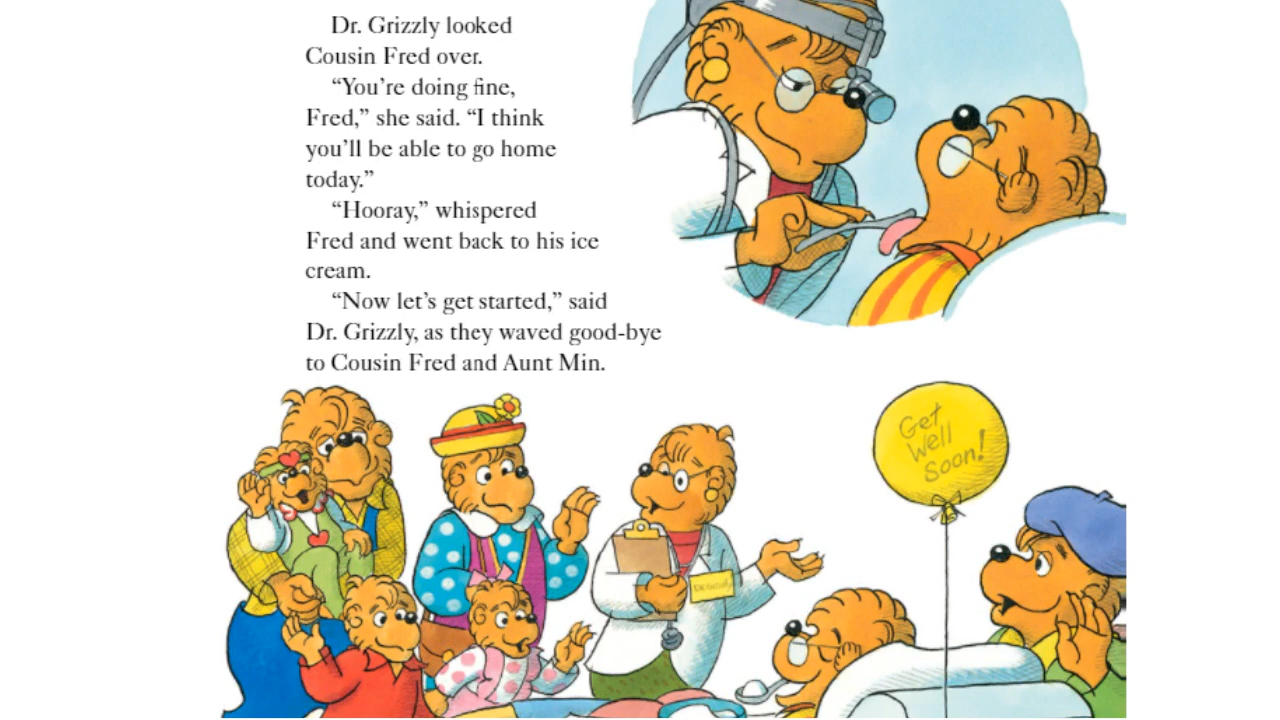 Dr. Grizzly looked
Cousin Fred over.
“You’re doing fine,
Fred,” she said. “I think
you’ll be able to go home
today.”
“Hooray,” whispered
Fred and went back to his ice
cream.
“Now let’s get started,” said
Dr. Grizzly, as they waved good-bye
to Cousin Fred and Aunt Min.
Get
Well
Soon!
DR. Grizzly